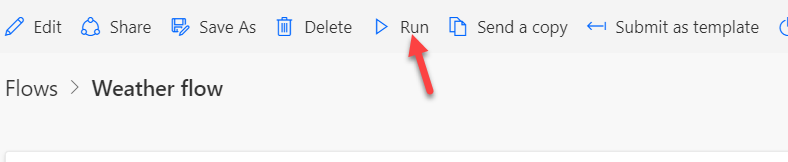 Edit Share Save As Delete Run Send a copy Submit as template
Flows > Weather flow